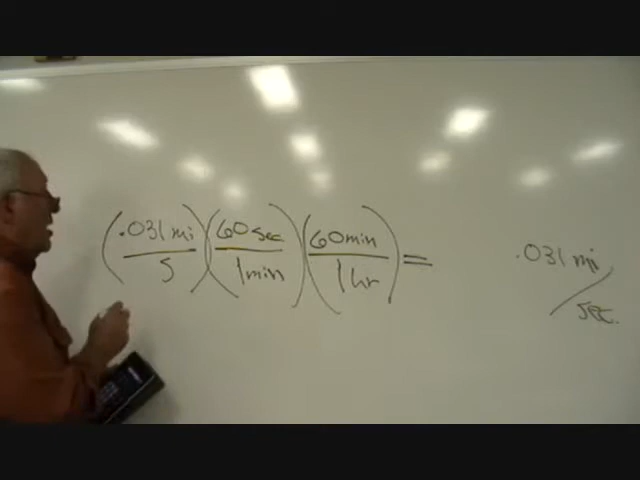 (.031 mi/s)(60 sec/1 min)(60 min/1 hr) =
.031 mi/sec.